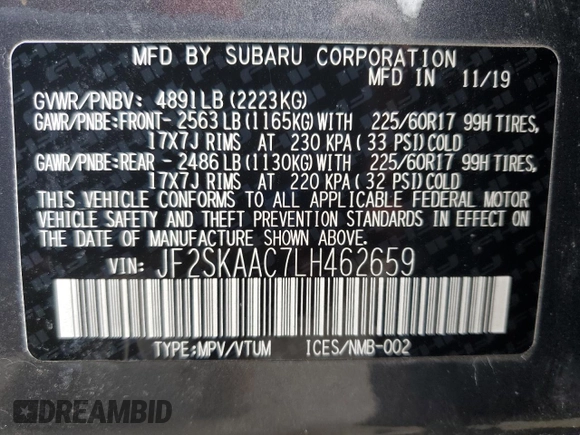 MFD BY SUBARU CORPORATION
MFD IN 11/19
GVWR/PNBV: 4891LB(2223KG)
GAWR/PNBE:FRONT-2563LB(1165KG)WITH 225/60R17 99H TIRES,
17X7J RIMS AT 230 KPA(33 PSI)COLD
GAWR/PNBE:REAR -2486LB(1130KG)WITH 225/60R17 99H TIRES,
17X7J RIMS AT 220 KPA(32 PSI)COLD
THIS VEHICLE CONFORMS TO ALL APPLICABLE FEDERAL MOTOR
VEHICLE SAFETY AND THEFT PREVENTION STANDARDS IN EFFECT ON
THE DATE OF MANUFACTURE SHOWN ABOVE.
VIN: JF2SKAAC7LH462659
TYPE:MPV/VTUM ICES/NMB-002
DREAMBID